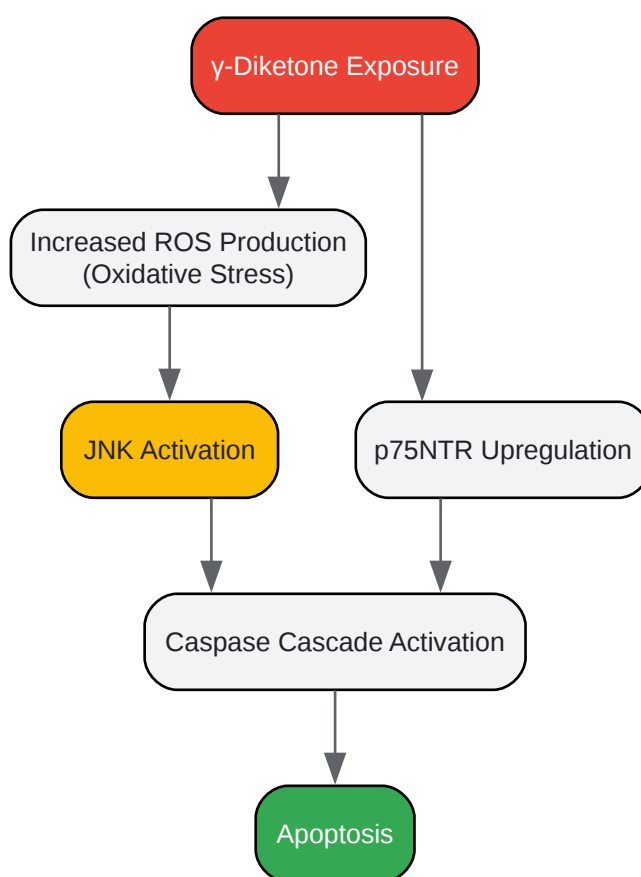 γ-Diketone Exposure
Increased ROS Production
(Oxidative Stress)
JNK Activation
p75NTR Upregulation
Caspase Cascade Activation
Apoptosis